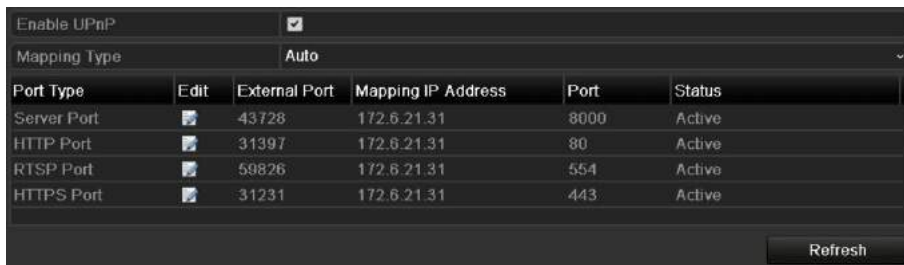 Enable UPnP
Mapping Type Auto
Port Type Edit External Port Mapping IP Address Port Status
Server Port 43728 172.6.21.31 8000 Active
HTTP Port 31397 172.6.21.31 80 Active
RTSP Port 59826 172.6.21.31 554 Active
HTTPS Port 31231 172.6.21.31 443 Active
Refresh